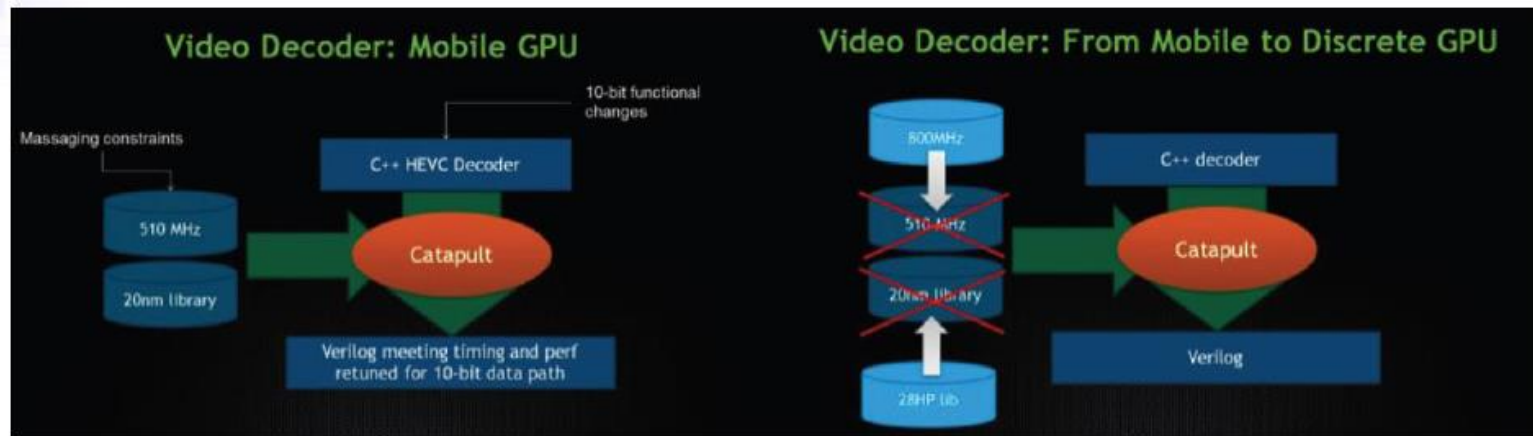 Video Decoder: Mobile GPU
10-bit functional
changes
Massaging constraints
C++ HEVC Decoder
510 MHz
Catapult
20nm library
Verilog meeting timing and perf
retuned for 10-bit data path
Video Decoder: From Mobile to Discrete GPU
800MHz
C++ decoder
510 MHz
Catapult
20nm library
Verilog
28HP lib